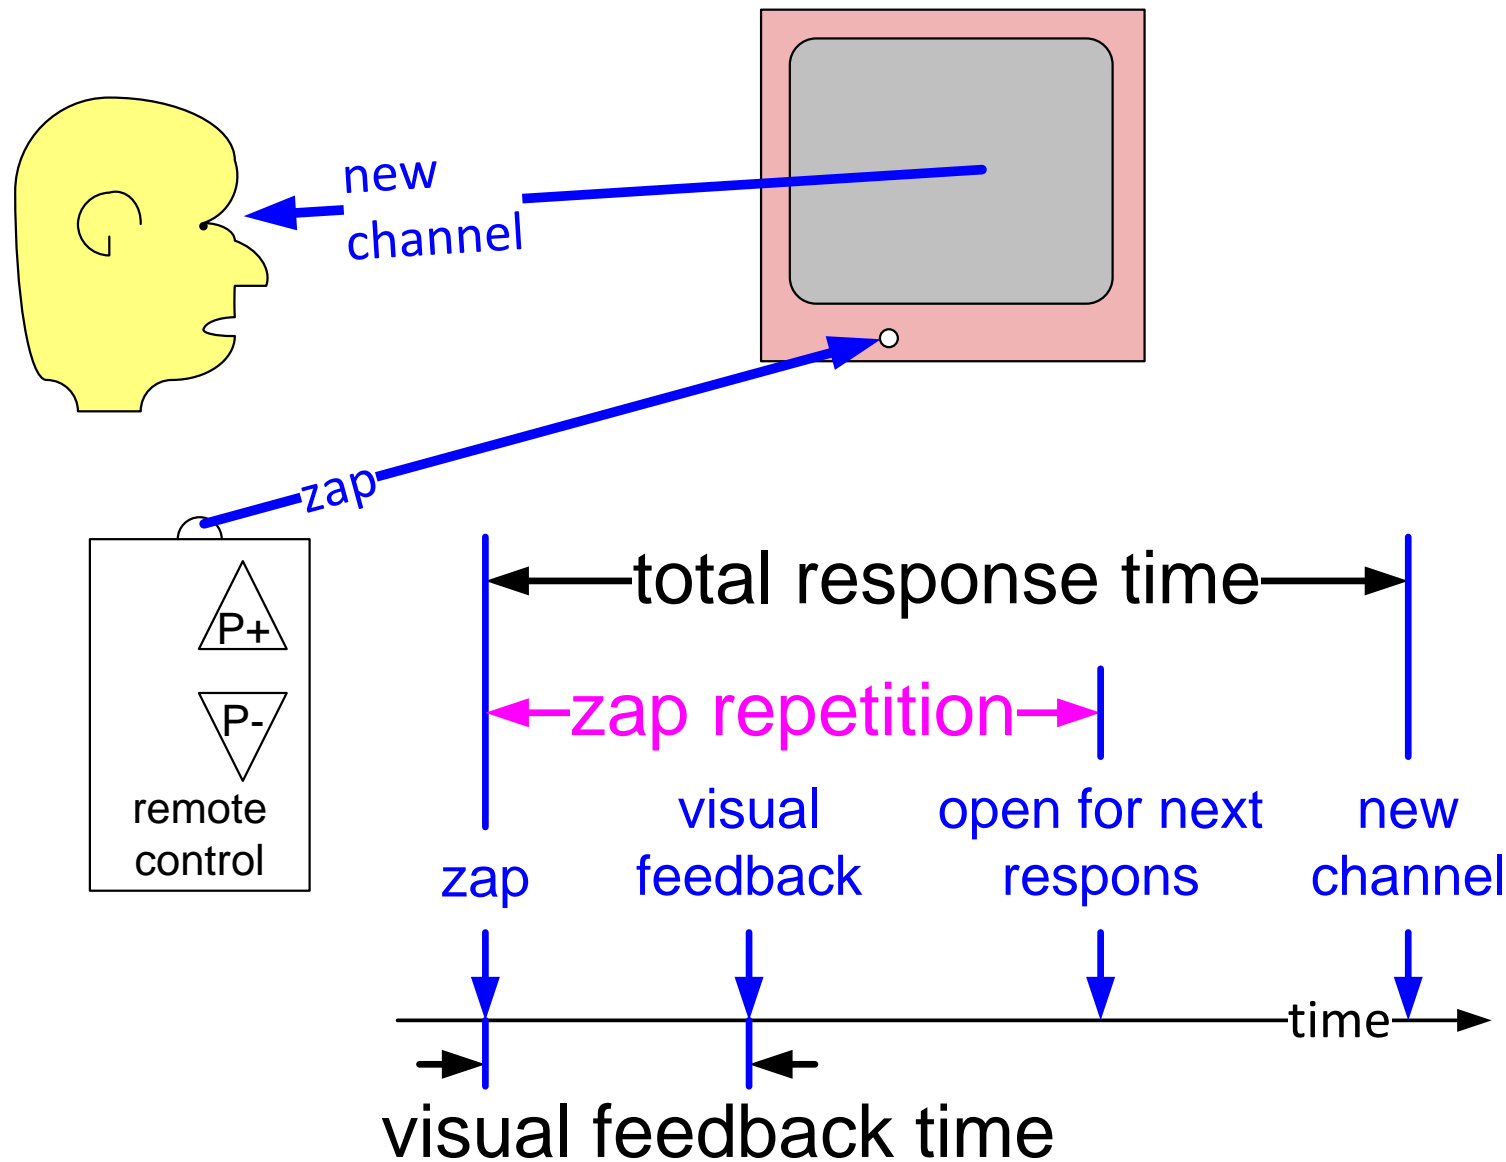 new
channel
zap
total response time
P+
zap repetition
P-
remote
control
visual
feedback
open for next
respons
new
channel
zap
time
visual feedback time